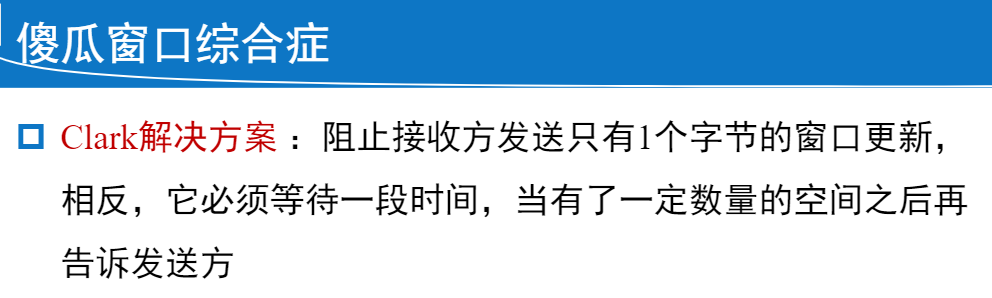 傻瓜窗口综合症
Clark解决方案 ：阻止接收方发送只有1个字节的窗口更新，
相反，它必须等待一段时间，当有了一定数量的空间之后再
告诉发送方